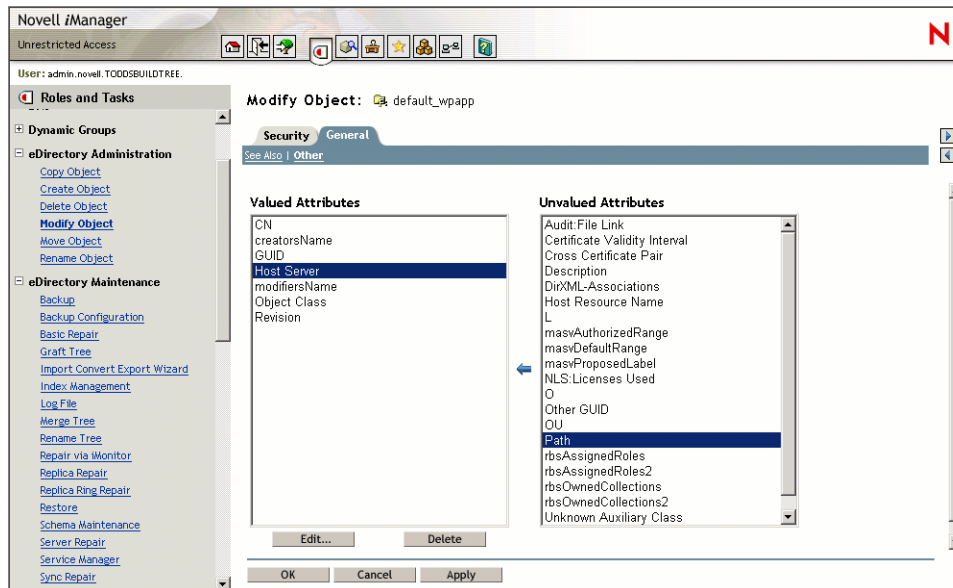 Novell iManager
Unrestricted Access
N
User: admin.novell.TODDSBUILDTREE.
Roles and Tasks
Dynamic Groups
eDirectory Administration
Copy Object
Create Object
Delete Object
Modify Object
Move Object
Rename Object
eDirectory Maintenance
Backup
Backup Configuration
Basic Repair
Graft Tree
Import Convert Export Wizard
Index Management
Log File
Merge Tree
Rename Tree
Repair via iMonitor
Replica Repair
Replica Ring Repair
Restore
Schema Maintenance
Server Repair
Service Manager
Sync Repair
Modify Object: default_wpapp
Security General
See Also | Other
Valued Attributes
CN
creatorsName
GUID
Host Server
modifiersName
Object Class
Revision
Edit... Delete
Unvalued Attributes
Audit:File Link
Certificate Validity Interval
Cross Certificate Pair
Description
DirXML-Associations
Host Resource Name
L
masvAuthorizedRange
masvDefaultRange
masvProposedLabel
NLS:Licenses Used
O
Other GUID
OU
Path
rbsAssignedRoles
rbsAssignedRoles2
rbsOwnedCollections
rbsOwnedCollections2
Unknown Auxiliary Class
OK Cancel Apply